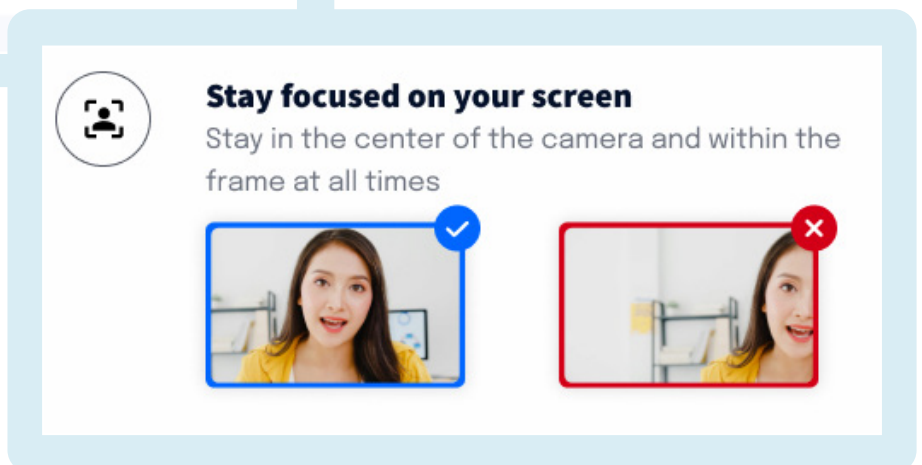 Stay focused on your screen
Stay in the center of the camera and within the
frame at all times